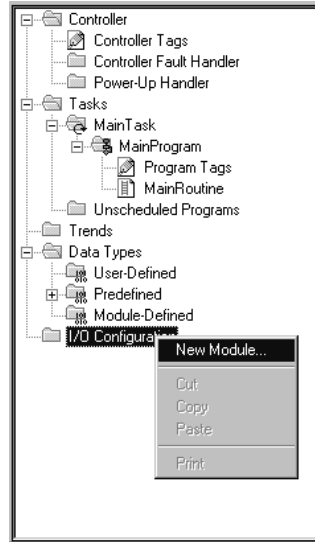 Controller
Controller Tags
Controller Fault Handler
Power-Up Handler
Tasks
MainTask
MainProgram
Program Tags
MainRoutine
Unscheduled Programs
Trends
Data Types
User-Defined
Predefined
Module-Defined
I/O Configuration
New Module...
Cut
Copy
Paste
Print